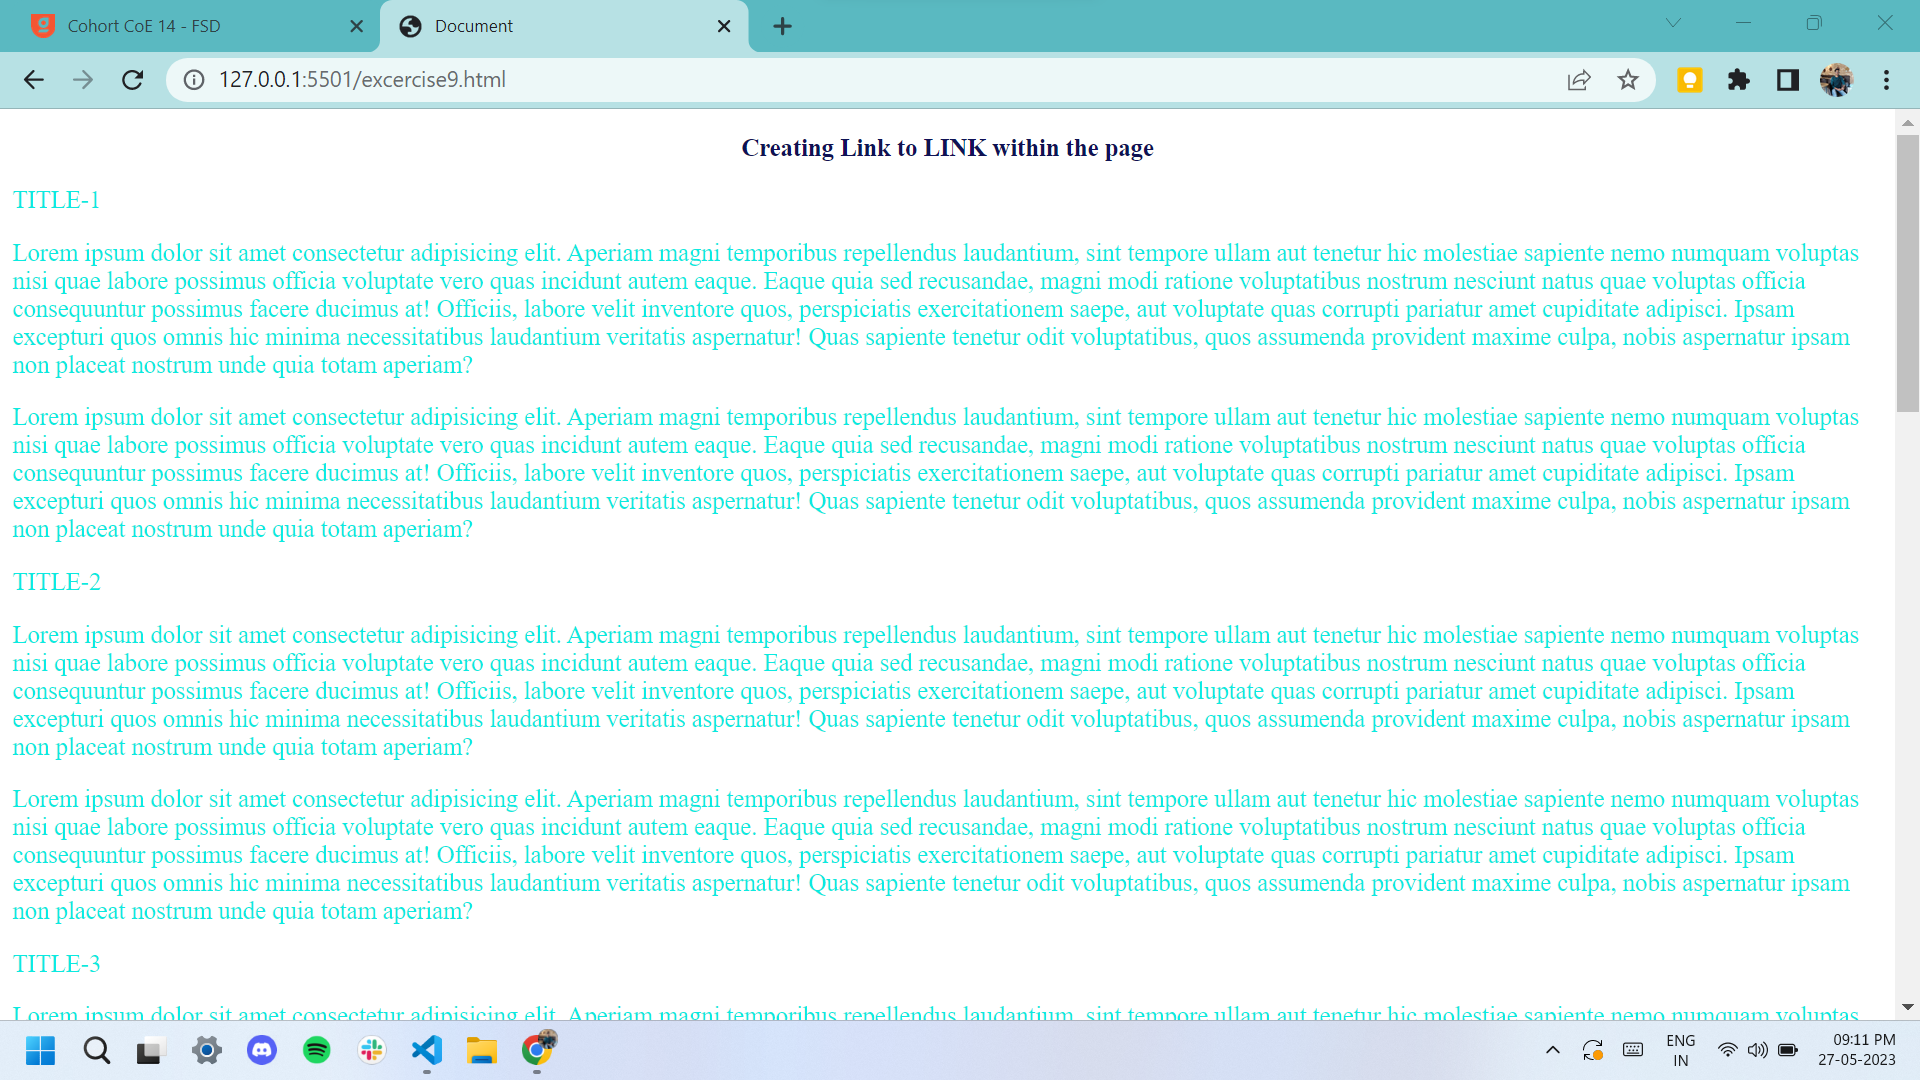 Cohort CoE 14 - FSD
Document
127.0.0.1:5501/excercise9.html
Creating Link to LINK within the page
TITLE-1
Lorem ipsum dolor sit amet consectetur adipisicing elit. Aperiam magni temporibus repellendus laudantium, sint tempore ullam aut tenetur hic molestiae sapiente nemo numquam voluptas
nisi quae labore possimus officia voluptate vero quas incidunt autem eaque. Eaque quia sed recusandae, magni modi ratione voluptatibus nostrum nesciunt natus quae voluptas officia
consequuntur possimus facere ducimus at! Officiis, labore velit inventore quos, perspiciatis exercitationem saepe, aut voluptate quas corrupti pariatur amet cupiditate adipisci. Ipsam
excepturi quos omnis hic minima necessitatibus laudantium veritatis aspernatur! Quas sapiente tenetur odit voluptatibus, quos assumenda provident maxime culpa, nobis aspernatur ipsam
non placeat nostrum unde quia totam aperiam?
Lorem ipsum dolor sit amet consectetur adipisicing elit. Aperiam magni temporibus repellendus laudantium, sint tempore ullam aut tenetur hic molestiae sapiente nemo numquam voluptas
nisi quae labore possimus officia voluptate vero quas incidunt autem eaque. Eaque quia sed recusandae, magni modi ratione voluptatibus nostrum nesciunt natus quae voluptas officia
consequuntur possimus facere ducimus at! Officiis, labore velit inventore quos, perspiciatis exercitationem saepe, aut voluptate quas corrupti pariatur amet cupiditate adipisci. Ipsam
excepturi quos omnis hic minima necessitatibus laudantium veritatis aspernatur! Quas sapiente tenetur odit voluptatibus, quos assumenda provident maxime culpa, nobis aspernatur ipsam
non placeat nostrum unde quia totam aperiam?
TITLE-2
Lorem ipsum dolor sit amet consectetur adipisicing elit. Aperiam magni temporibus repellendus laudantium, sint tempore ullam aut tenetur hic molestiae sapiente nemo numquam voluptas
nisi quae labore possimus officia voluptate vero quas incidunt autem eaque. Eaque quia sed recusandae, magni modi ratione voluptatibus nostrum nesciunt natus quae voluptas officia
consequuntur possimus facere ducimus at! Officiis, labore velit inventore quos, perspiciatis exercitationem saepe, aut voluptate quas corrupti pariatur amet cupiditate adipisci. Ipsam
excepturi quos omnis hic minima necessitatibus laudantium veritatis aspernatur! Quas sapiente tenetur odit voluptatibus, quos assumenda provident maxime culpa, nobis aspernatur ipsam
non placeat nostrum unde quia totam aperiam?
Lorem ipsum dolor sit amet consectetur adipisicing elit. Aperiam magni temporibus repellendus laudantium, sint tempore ullam aut tenetur hic molestiae sapiente nemo numquam voluptas
nisi quae labore possimus officia voluptate vero quas incidunt autem eaque. Eaque quia sed recusandae, magni modi ratione voluptatibus nostrum nesciunt natus quae voluptas officia
consequuntur possimus facere ducimus at! Officiis, labore velit inventore quos, perspiciatis exercitationem saepe, aut voluptate quas corrupti pariatur amet cupiditate adipisci. Ipsam
excepturi quos omnis hic minima necessitatibus laudantium veritatis aspernatur! Quas sapiente tenetur odit voluptatibus, quos assumenda provident maxime culpa, nobis aspernatur ipsam
non placeat nostrum unde quia totam aperiam?
TITLE-3
Lorem ipsum dolor sit amet consectetur adipisicing elit. Aperiam magni temporibus repellendus laudantium, sint tempore ullam aut tenetur hic molestiae sapiente nemo numquam voluptas
ENG
IN
09:11 PM
27-05-2023